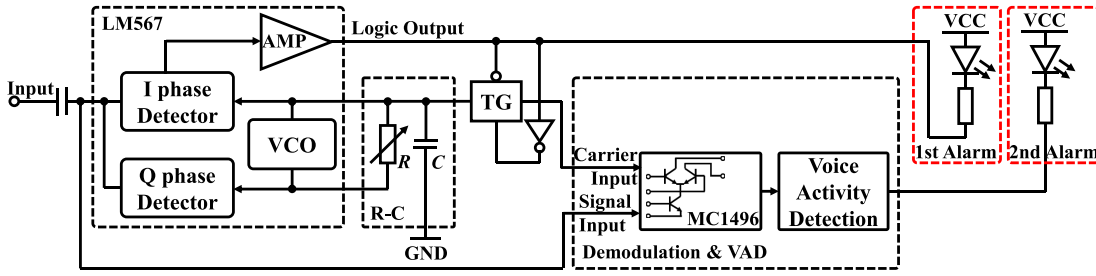 LM567
AMP
Logic Output
VCC
VCC
Input
I phase
Detector
TG
VCO
R
C
Carrier
Input
Voice
Activity
Detection
1st Alarm
2nd Alarm
Q phase
Detector
Signal
Input
MC1496
R-C
GND
Demodulation & VAD